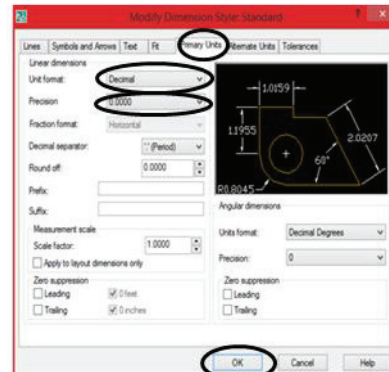 Modify Dimension Style: Standard
Lines Symbols and Arrows Text Fit Primary Units Alternate Units Tolerances
Linear dimensions
Unit format: Decimal
Precision 0.0000
Fraction format: Horizontal
Decimal separator: '.' (Period)
Round off: 0.0000
Prefix:
Suffix:
Measurement scale
Scale factor: 1.0000
Apply to layout dimensions only
Zero suppression
Leading 0 feet
Trailing 0 inches
1.0159
1.1955
2.0207
60°
R0.8045
Angular dimensions
Units format: Decimal Degrees
Precision: 0
Zero suppression
Leading
Trailing
OK Cancel Help